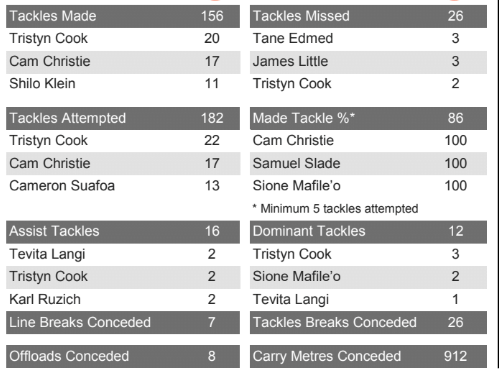 Tackles Made 156
Tristyn Cook 20
Cam Christie 17
Shilo Klein 11
Tackles Missed 26
Tane Edmed 3
James Little 3
Tristyn Cook 2
Tackles Attempted 182
Tristyn Cook 22
Cam Christie 17
Cameron Suafoa 13
Made Tackle %* 86
Cam Christie 100
Samuel Slade 100
Sione Mafile'o 100
* Minimum 5 tackles attempted
Assist Tackles 16
Tevita Langi 2
Tristyn Cook 2
Karl Ruzich 2
Line Breaks Conceded 7
Dominant Tackles 12
Tristyn Cook 3
Sione Mafile'o 2
Tevita Langi 1
Tackles Breaks Conceded 26
Offloads Conceded 8
Carry Metres Conceded 912